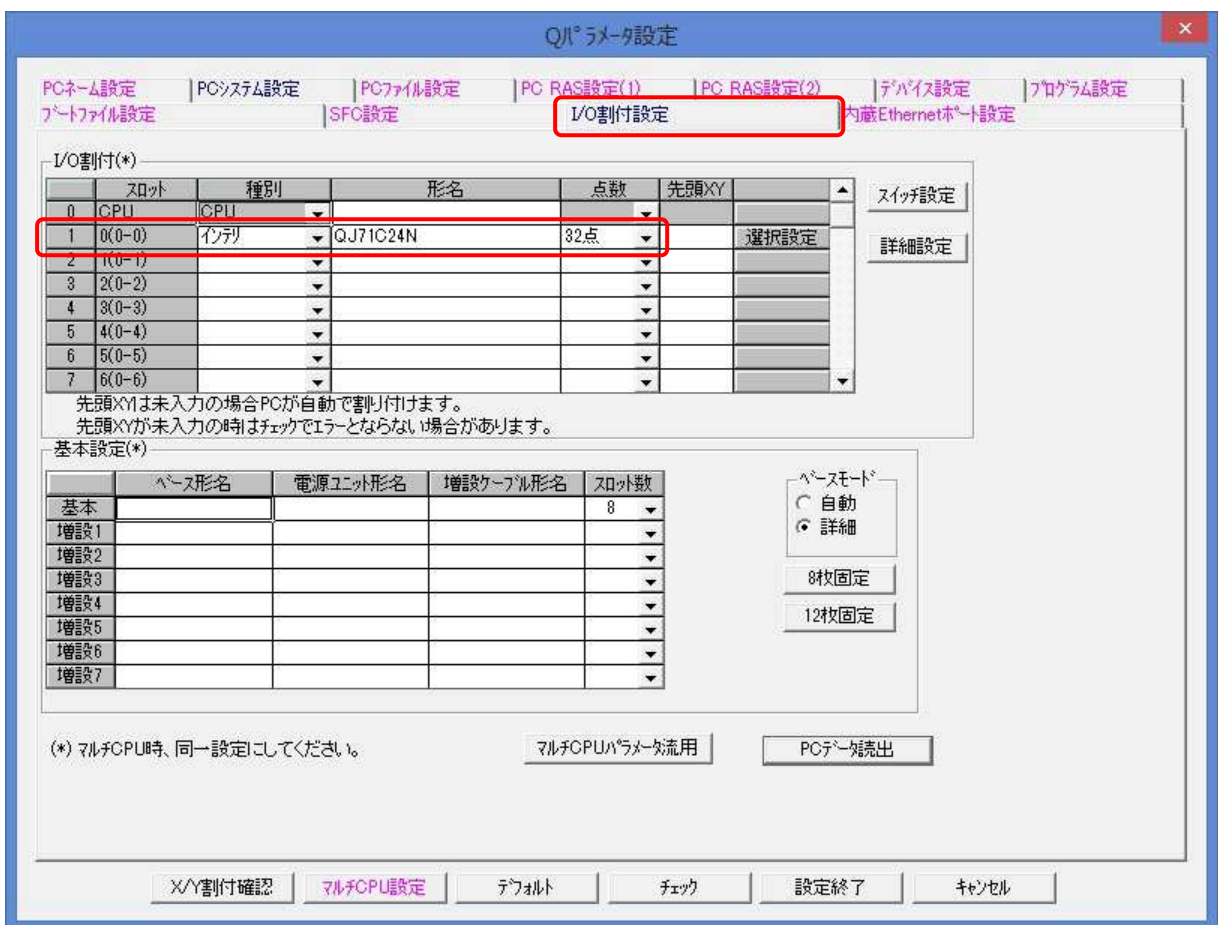 Qﾊﾟﾗﾒｰﾀ設定
×
PCﾈｰﾑ設定 PCｼｽﾃﾑ設定 PCﾌｧｲﾙ設定 PC RAS設定(1) PC RAS設定(2) ﾃﾞﾊﾞｲｽ設定 ﾌﾟﾛｸﾞﾗﾑ設定
ﾌﾞｰﾄﾌｧｲﾙ設定 SFC設定 I/O割付設定 内蔵Ethernetﾎﾟｰﾄ設定
I/O割付(*)
ｽﾛｯﾄ 種別 形名 点数 先頭XY
0 CPU CPU
1 0(0-0) ｲﾝﾃﾘ QJ71C24N 32点 選択設定
2 1(0-1)
3 2(0-2)
4 3(0-3)
5 4(0-4)
6 5(0-5)
7 6(0-6)
ｽｲｯﾁ設定
詳細設定
先頭XYは未入力の場合PCが自動で割り付けます。
先頭XYが未入力の時はﾁｪｯｸでｴﾗｰとならない場合があります。
基本設定(*)
ﾍﾞｰｽ形名 電源ﾕﾆｯﾄ形名 増設ｹｰﾌﾞﾙ形名 ｽﾛｯﾄ数
基本 8
増設1
増設2
増設3
増設4
増設5
増設6
増設7
ﾍﾞｰｽﾓｰﾄﾞ
自動
詳細
8枚固定
12枚固定
(*) ﾏﾙﾁCPU時、同一設定にしてください。 ﾏﾙﾁCPUﾊﾟﾗﾒｰﾀ流用 PCﾃﾞｰﾀ読出
X/Y割付確認 ﾏﾙﾁCPU設定 ﾃﾞﾌｫﾙﾄ ﾁｪｯｸ 設定終了 ｷｬﾝｾﾙ